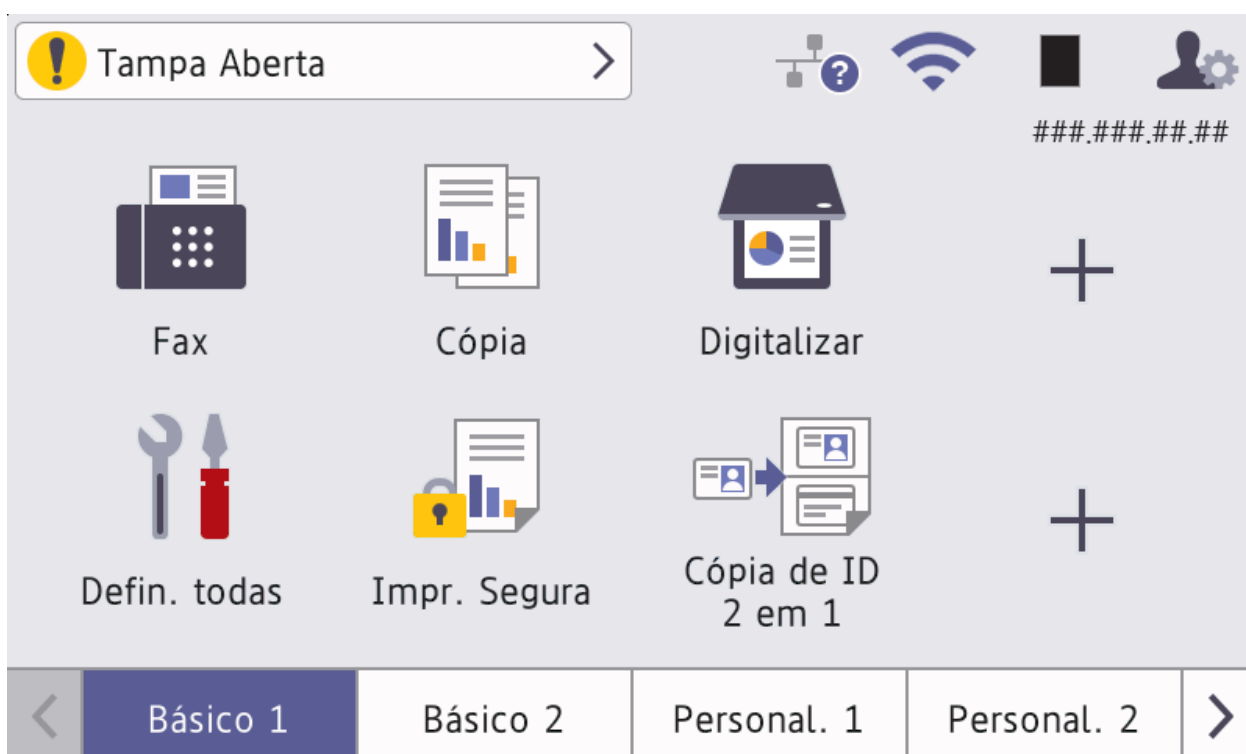 Tampa Aberta
###.###.##.##
Fax
Cópia
Digitalizar
Defin. todas
Impr. Segura
Cópia de ID
2 em 1
Básico 1
Básico 2
Personal. 1
Personal. 2